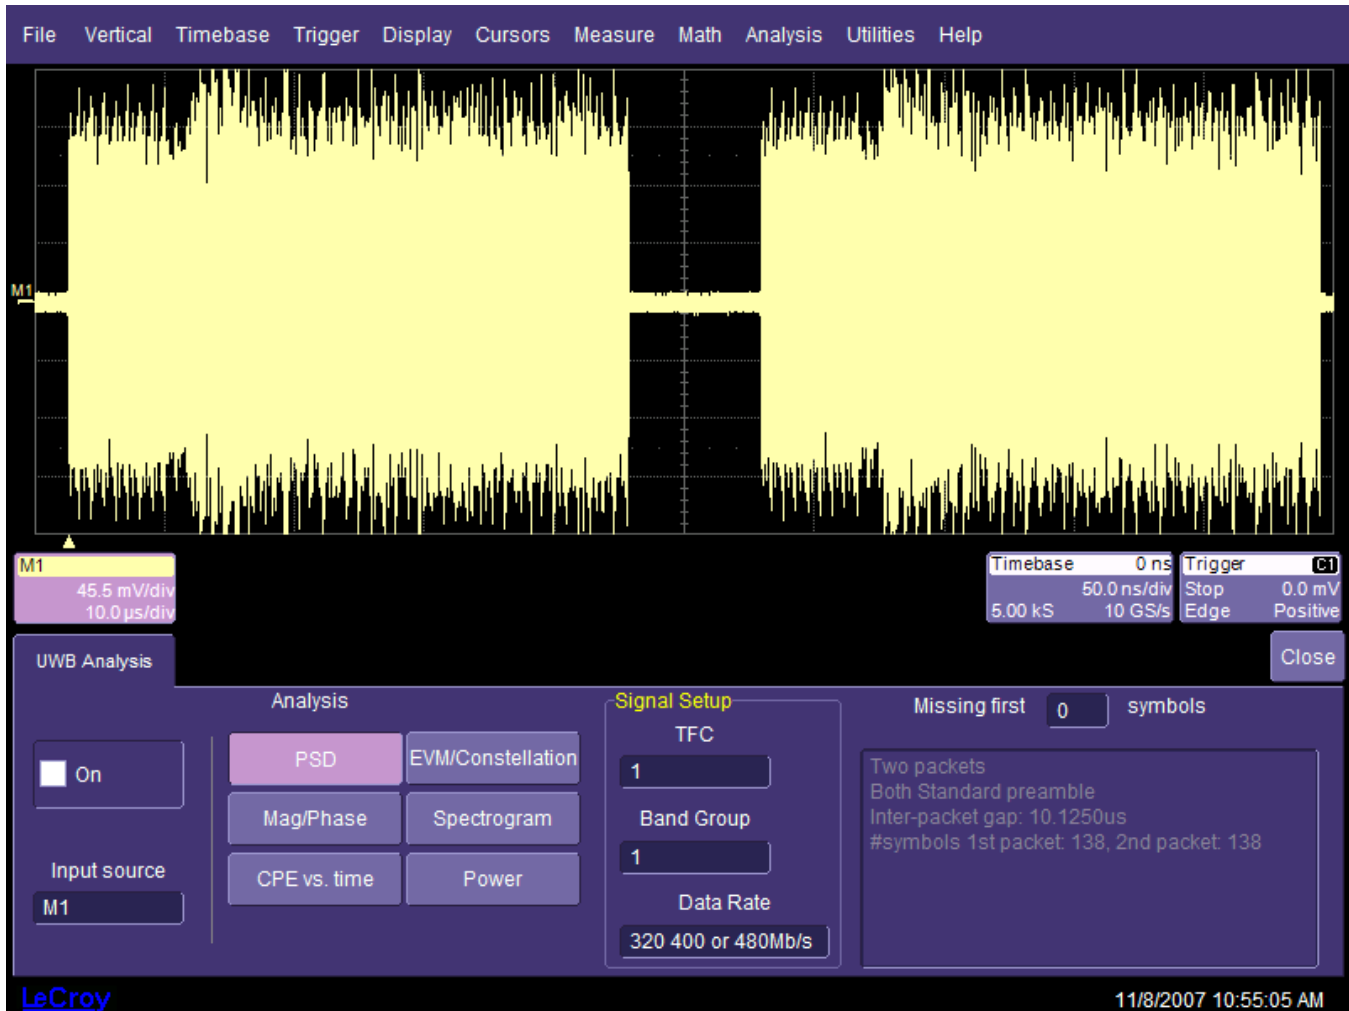 File Vertical Timebase Trigger Display Cursors Measure Math Analysis Utilities Help
M1
M1
45.5 mV/div
10.0 µs/div
Timebase 0 ns
50.0 ns/div
5.00 kS 10 GS/s
Trigger C1
Stop 0.0 mV
Edge Positive
UWB Analysis
Close
Analysis
On
Input source
M1
PSD
EVM/Constellation
Mag/Phase
Spectrogram
CPE vs. time
Power
Signal Setup
TFC
1
Band Group
1
Data Rate
320 400 or 480Mb/s
Missing first 0 symbols
Two packets
Both Standard preamble
Inter-packet gap: 10.1250us
#symbols 1st packet: 138, 2nd packet: 138
LeCroy
11/8/2007 10:55:05 AM